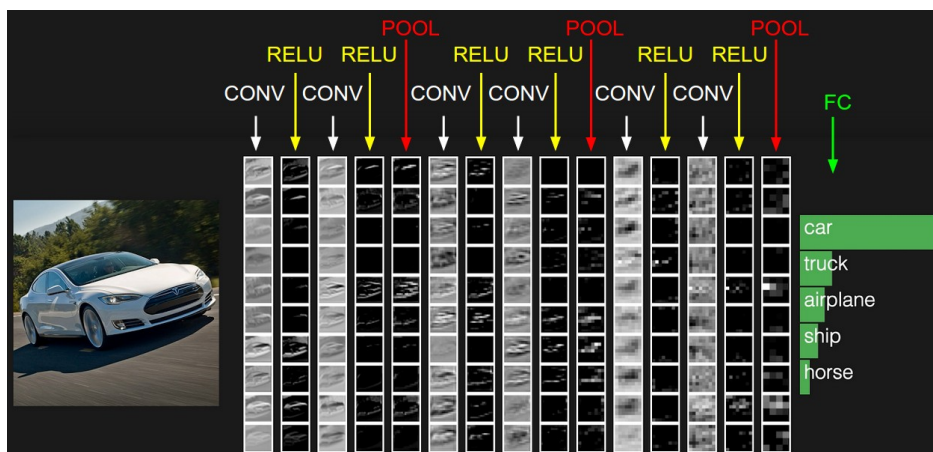 POOL POOL POOL
RELU RELU RELU RELU RELU RELU
CONV CONV CONV CONV CONV CONV FC
car
truck
airplane
ship
horse